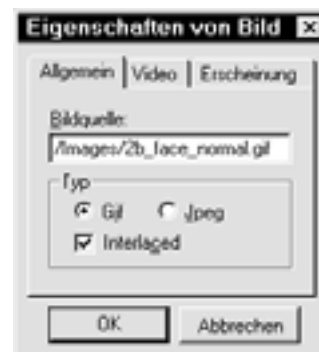 Eigenschaften von Bild
Allgemein Video Erscheinung
Bildquelle:
/Images/2b_face_normal.gif
Typ
Gif Jpeg
Interlaced
OK Abbrechen